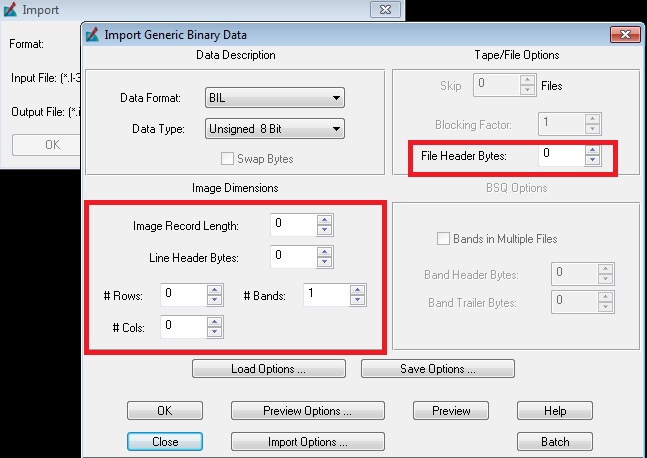 Import
Format:
Input File: (*.I-3
Output File: (*.i
OK
Import Generic Binary Data
Data Description
Data Format: BIL
Data Type: Unsigned 8 Bit
Swap Bytes
Tape/File Options
Skip 0 Files
Blocking Factor: 1
File Header Bytes: 0
Image Dimensions
Image Record Length: 0
Line Header Bytes: 0
# Rows: 0 # Bands: 1
# Cols: 0
BSQ Options
Bands in Multiple Files
Band Header Bytes: 0
Band Trailer Bytes: 0
Load Options ... Save Options ...
OK Preview Options ... Preview Help
Close Import Options ... Batch